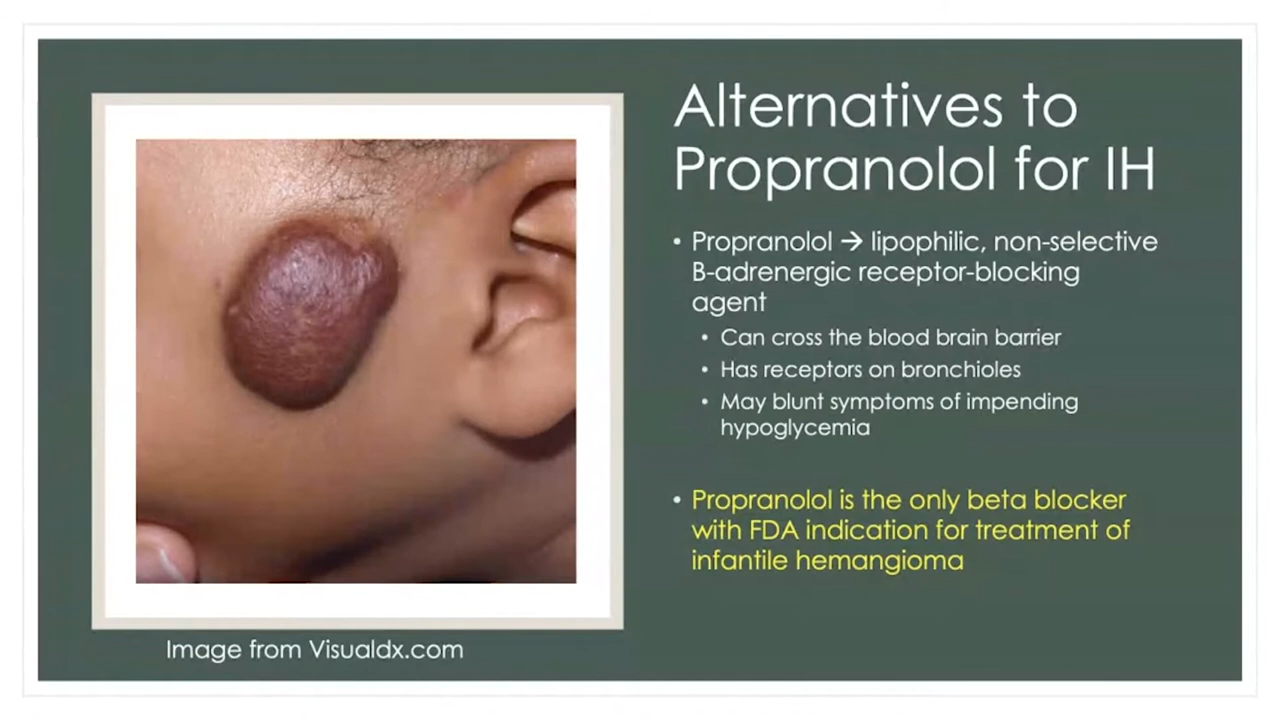 Alternatives to
Propranolol for IH
• Propranolol → lipophilic, non-selective
B-adrenergic receptor-blocking
agent
• Can cross the blood brain barrier
• Has receptors on bronchioles
• May blunt symptoms of impending
hypoglycemia
• Propranolol is the only beta blocker
with FDA indication for treatment of
infantile hemangioma
Image from Visualdx.com